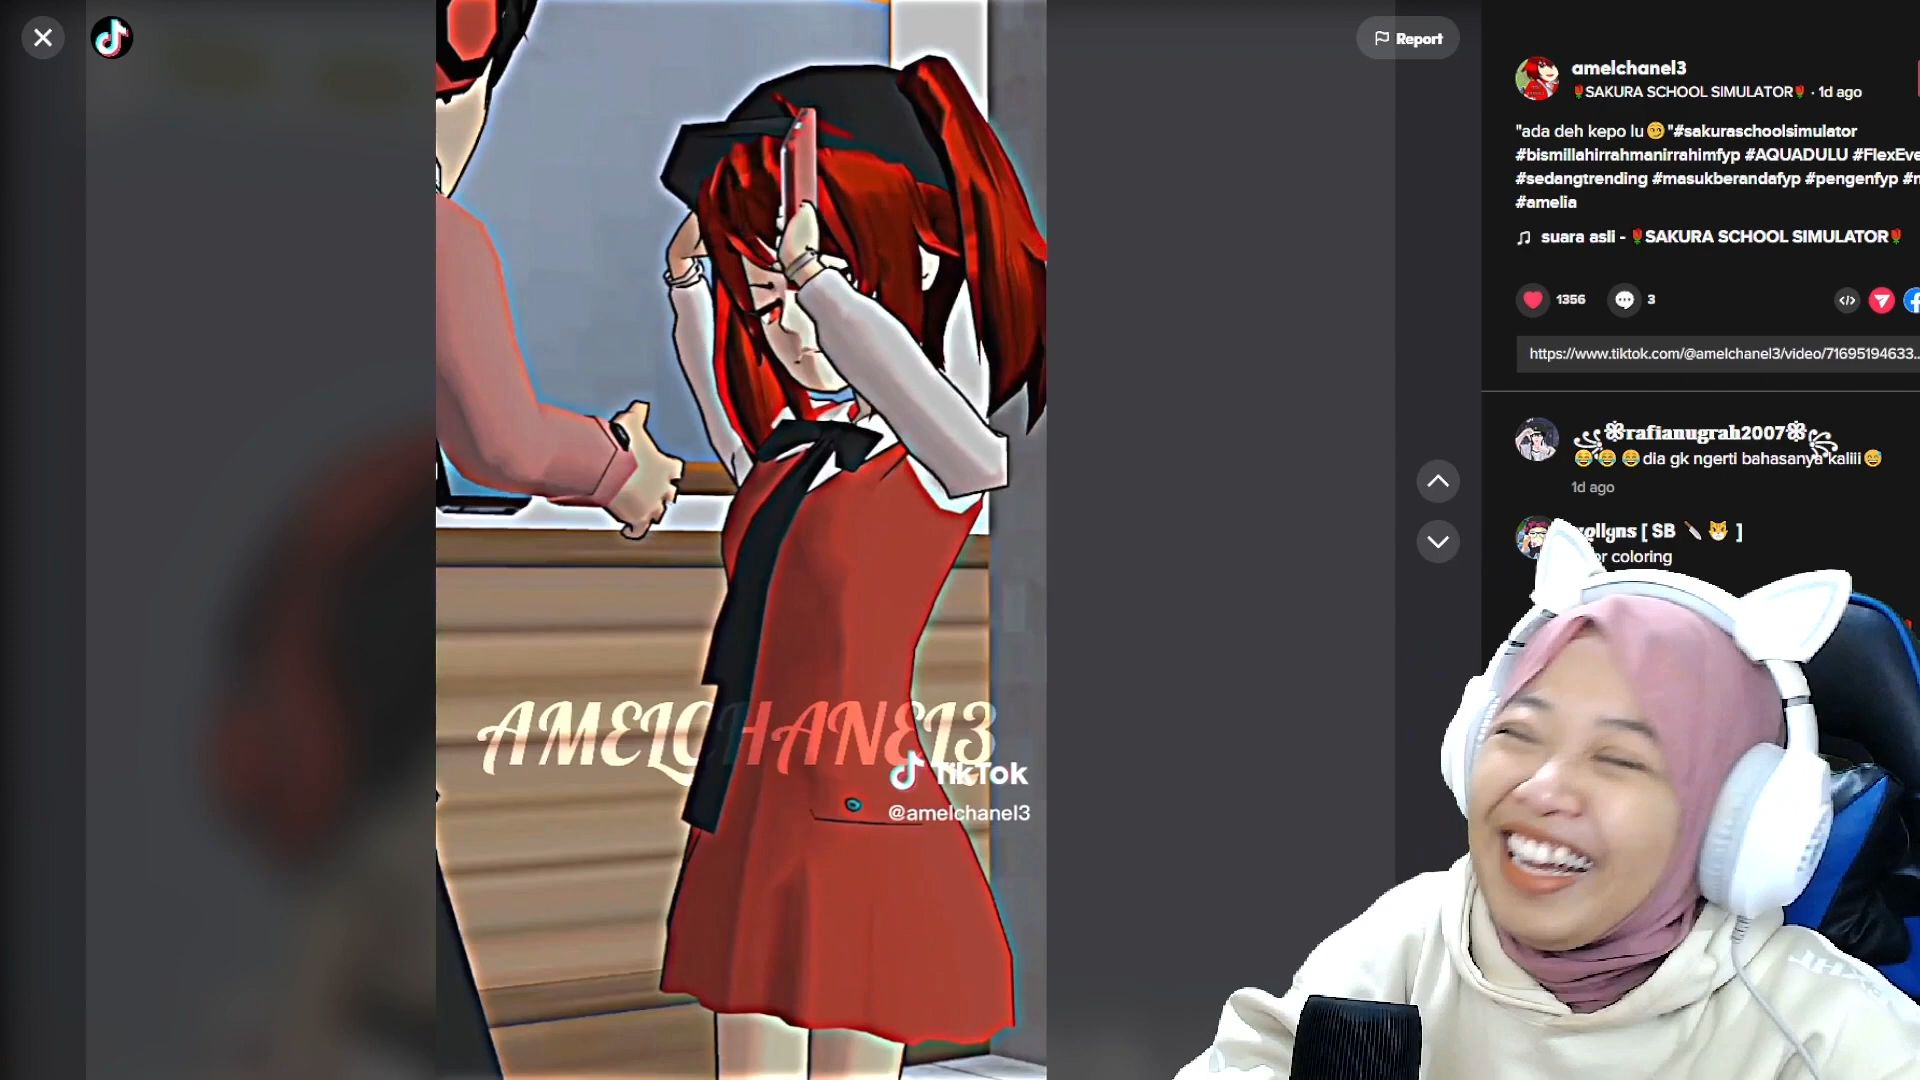 Report
amelchanel3
🌹SAKURA SCHOOL SIMULATOR🌹 · 1d ago
"ada deh kepo lu😏"#sakuraschoolsimulator
#bismillahirrahmanirrahimfyp #AQUADULU #FlexEve
#sedangtrending #masukberandafyp #pengenfyp
#amelia
suara asli - 🌹SAKURA SCHOOL SIMULATOR🌹
1356
3
https://www.tiktok.com/@amelchanel3/video/71695194633...
꧁rafianugrah2007꧂
😂😂😂dia gk ngerti bahasanya kaliii😅
1d ago
[ SB 🔪🐱 ]
coloring
AMELCHANEL3
TikTok
@amelchanel3